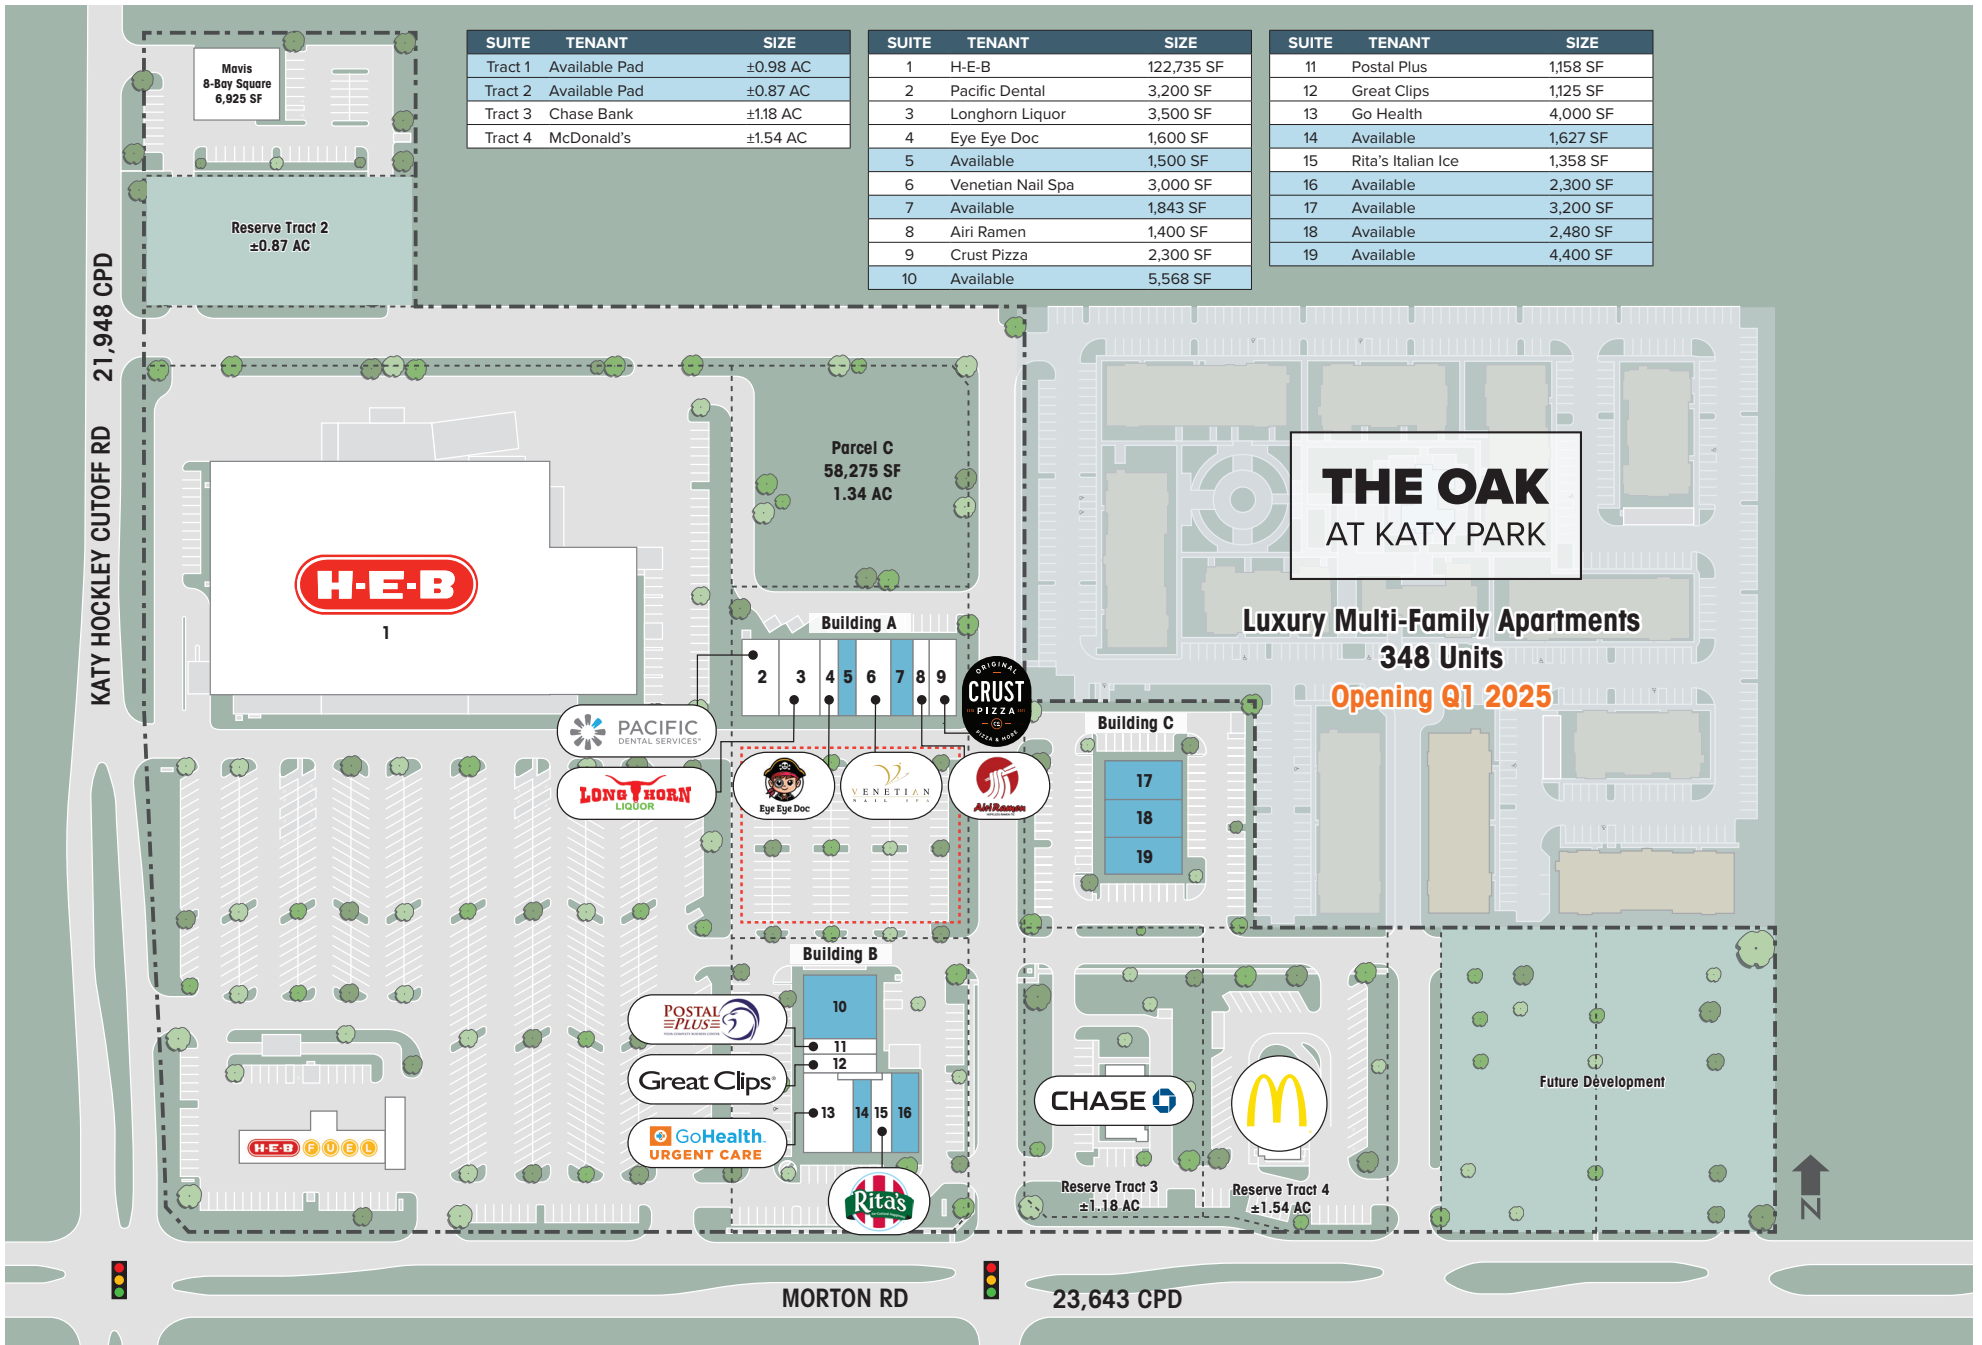 SUITE TENANT SIZE
Tract 1 Available Pad ±0.98 AC
Tract 2 Available Pad ±0.87 AC
Tract 3 Chase Bank ±1.18 AC
Tract 4 McDonald's ±1.54 AC
SUITE TENANT SIZE
1 H-E-B 122,735 SF
2 Pacific Dental 3,200 SF
3 Longhorn Liquor 3,500 SF
4 Eye Eye Doc 1,600 SF
5 Available 1,500 SF
6 Venetian Nail Spa 3,000 SF
7 Available 1,843 SF
8 Airi Ramen 1,400 SF
9 Crust Pizza 2,300 SF
10 Available 5,568 SF
SUITE TENANT SIZE
11 Postal Plus 1,158 SF
12 Great Clips 1,125 SF
13 Go Health 4,000 SF
14 Available 1,627 SF
15 Rita's Italian Ice 1,358 SF
16 Available 2,300 SF
17 Available 3,200 SF
18 Available 2,480 SF
19 Available 4,400 SF
Mavis
8-Bay Square
6,925 SF
Reserve Tract 2
±0.87 AC
KATY HOCKLEY CUTOFF RD 21,948 CPD
Parcel C
58,275 SF
1.34 AC
THE OAK
AT KATY PARK
Luxury Multi-Family Apartments
348 Units
Opening Q1 2025
H-E-B
1
Building A
2 3 4 5 6 7 8 9
ORIGINAL
CRUST
PIZZA
PIZZA & MORE
PACIFIC
DENTAL SERVICES
LONGHORN
LIQUOR
Eye Eye Doc
VENETIAN
NAIL SPA
Airi Ramen
Building C
17
18
19
Building B
10
11
12
13 14 15 16
POSTAL
PLUS
Great Clips
GoHealth
URGENT CARE
Rita's
H-E-B FUEL
CHASE
Reserve Tract 3
±1.18 AC
Reserve Tract 4
±1.54 AC
Future Development
N
MORTON RD 23,643 CPD